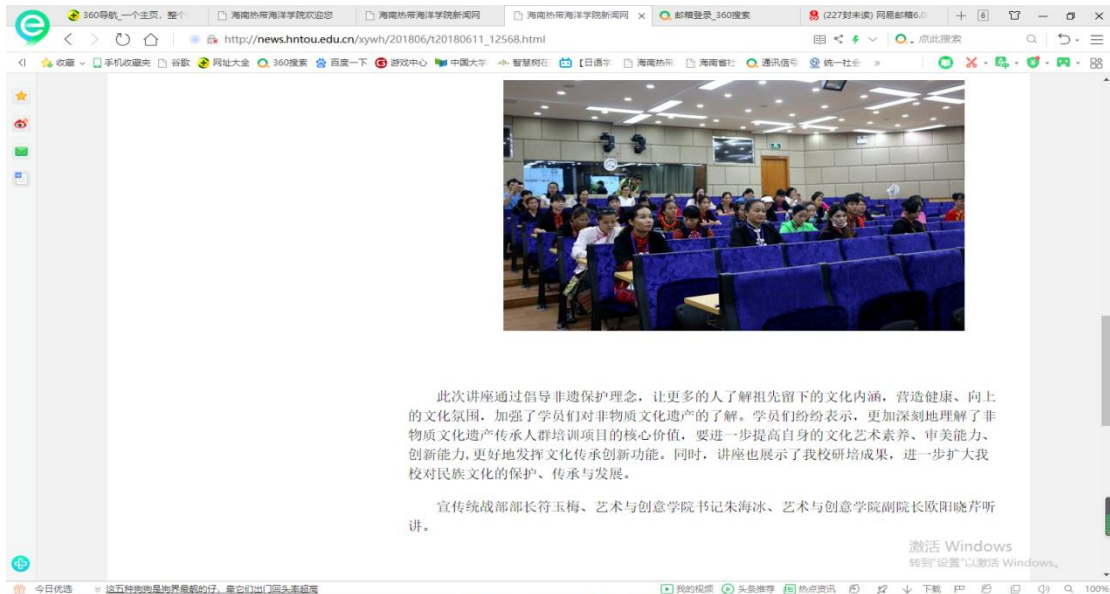 360导航_一个主页，整个
海南热带海洋学院欢迎您
海南热带海洋学院新闻网
海南热带海洋学院新闻网
邮箱登录_360搜索
(227封未读) 网易邮箱6.0
6
http://news.hntou.edu.cn/xywh/201806/t20180611_12568.html
点此搜索
收藏
手机收藏夹
谷歌
网址大全
360搜索
百度一下
游戏中心
中国大学
智慧树在
【日语学
海南热带
海南省社
通讯信号
统一社会
此次讲座通过倡导非遗保护理念，让更多的人了解祖先留下的文化内涵，营造健康、向上
的文化氛围，加强了学员们对非物质文化遗产的了解。学员们纷纷表示，更加深刻地理解了非
物质文化遗产传承人群培训项目的核心价值，要进一步提高自身的文化艺术素养、审美能力、
创新能力,更好地发挥文化传承创新功能。同时，讲座也展示了我校研培成果，进一步扩大我
校对民族文化的保护、传承与发展。
宣传统战部部长符玉梅、艺术与创意学院书记朱海冰、艺术与创意学院副院长欧阳晓芹听
讲。
激活 Windows
转到"设置"以激活 Windows。
今日优选
这五种狗狗是狗界最靓的仔，牵它们出门回头率超高
我的视频
头条推荐
热点资讯
下载
100%